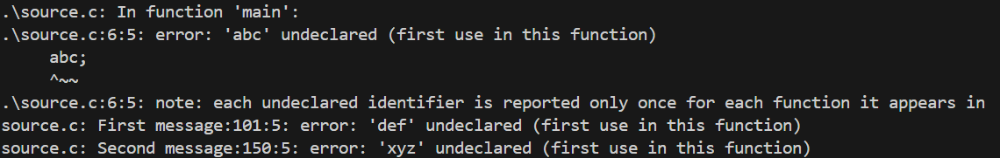 .\source.c: In function 'main':
.\source.c:6:5: error: 'abc' undeclared (first use in this function)
     abc;
     ^~~
.\source.c:6:5: note: each undeclared identifier is reported only once for each function it appears in
source.c: First message:101:5: error: 'def' undeclared (first use in this function)
source.c: Second message:150:5: error: 'xyz' undeclared (first use in this function)